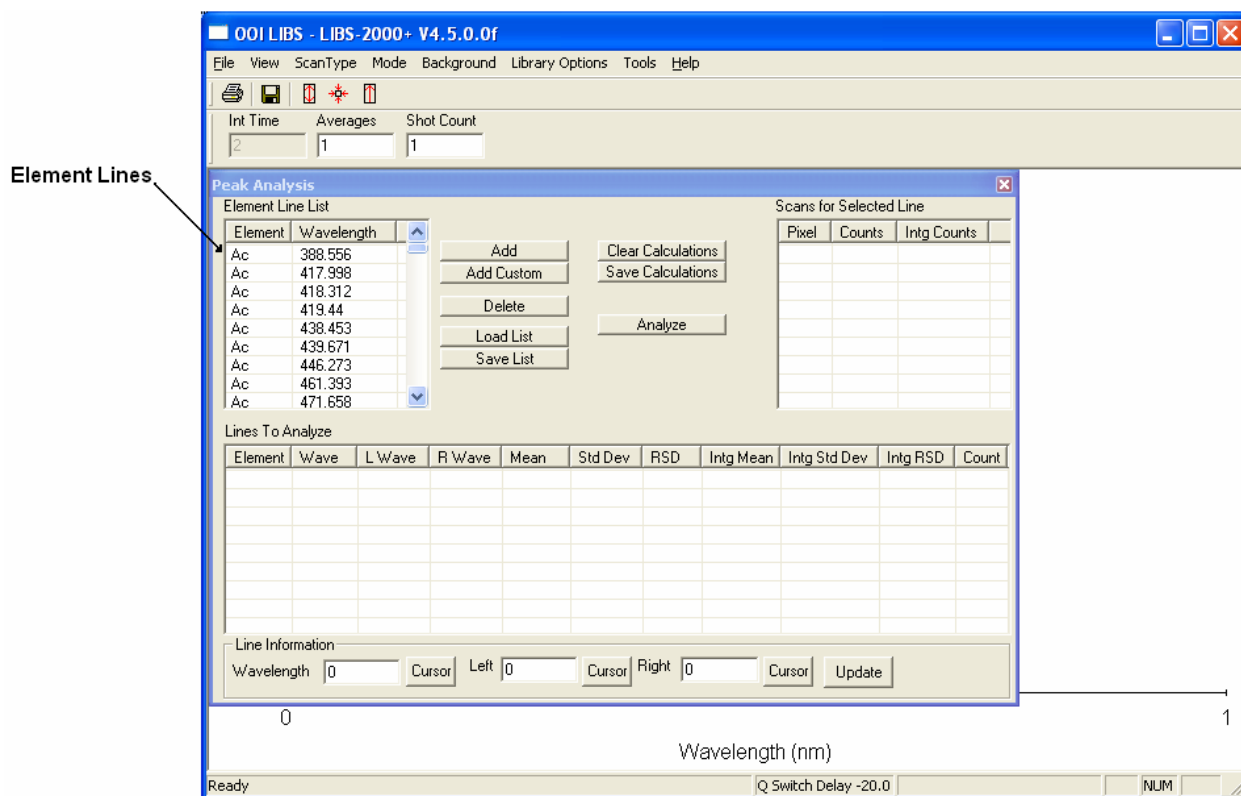 OOI LIBS - LIBS-2000+ V4.5.0.0f
File View ScanType Mode Background Library Options Tools Help
Int Time Averages Shot Count
2 1 1
Element Lines
Peak Analysis
Element Line List Scans for Selected Line
Element Wavelength Pixel Counts Intg Counts
Ac 388.556
Ac 417.998
Ac 418.312
Ac 419.44
Ac 438.453
Ac 439.671
Ac 446.273
Ac 461.393
Ac 471.658
Add
Add Custom
Delete
Load List
Save List
Clear Calculations
Save Calculations
Analyze
Lines To Analyze
Element Wave L Wave R Wave Mean Std Dev RSD Intg Mean Intg Std Dev Intg RSD Count
Line Information
Wavelength 0 Cursor Left 0 Cursor Right 0 Cursor Update
0 1
Wavelength (nm)
Ready Q Switch Delay -20.0 NUM